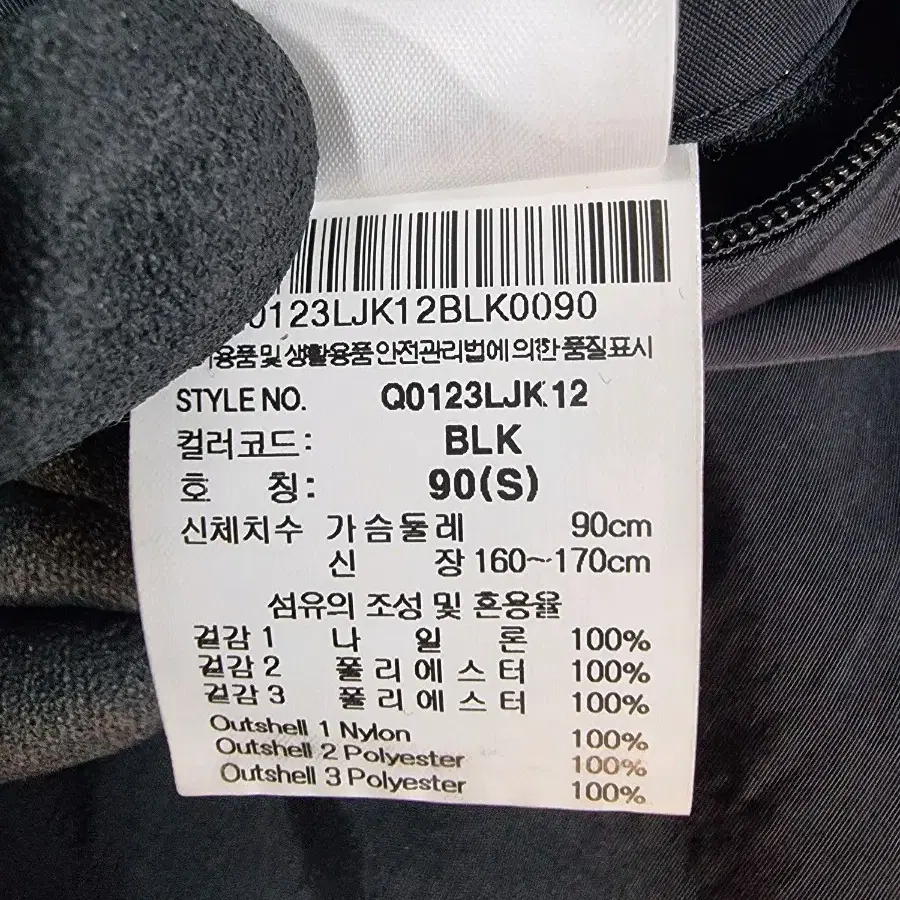 0123LJK12BLK0090
용품 및 생활용품 안전관리법에 의한 품질표시
STYLE NO. Q0123LJK12
컬러코드: BLK
호 칭: 90(S)
신체치수 가슴둘레 90cm
신 장 160~170cm
섬유의 조성 및 혼용율
겉감 1 나 일 론 100%
겉감 2 폴리에스터 100%
겉감 3 폴리에스터 100%
Outshell 1 Nylon 100%
Outshell 2 Polyester 100%
Outshell 3 Polyester 100%